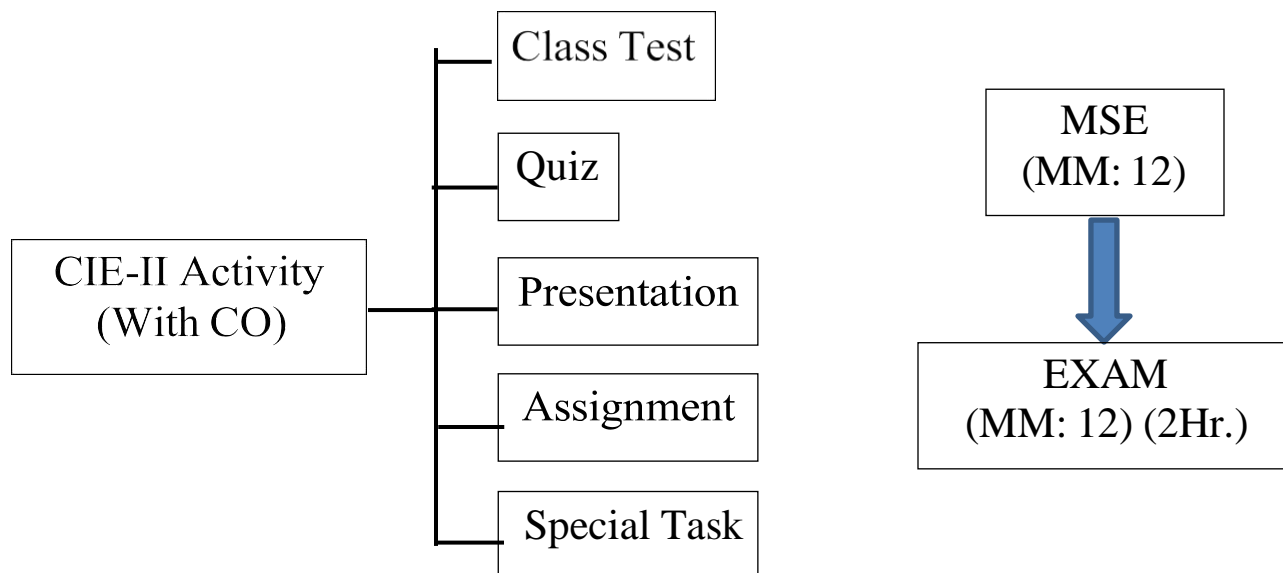 Class Test
Quiz
CIE-II Activity
(With CO)
Presentation
Assignment
Special Task
MSE
(MM: 12)
EXAM
(MM: 12) (2Hr.)